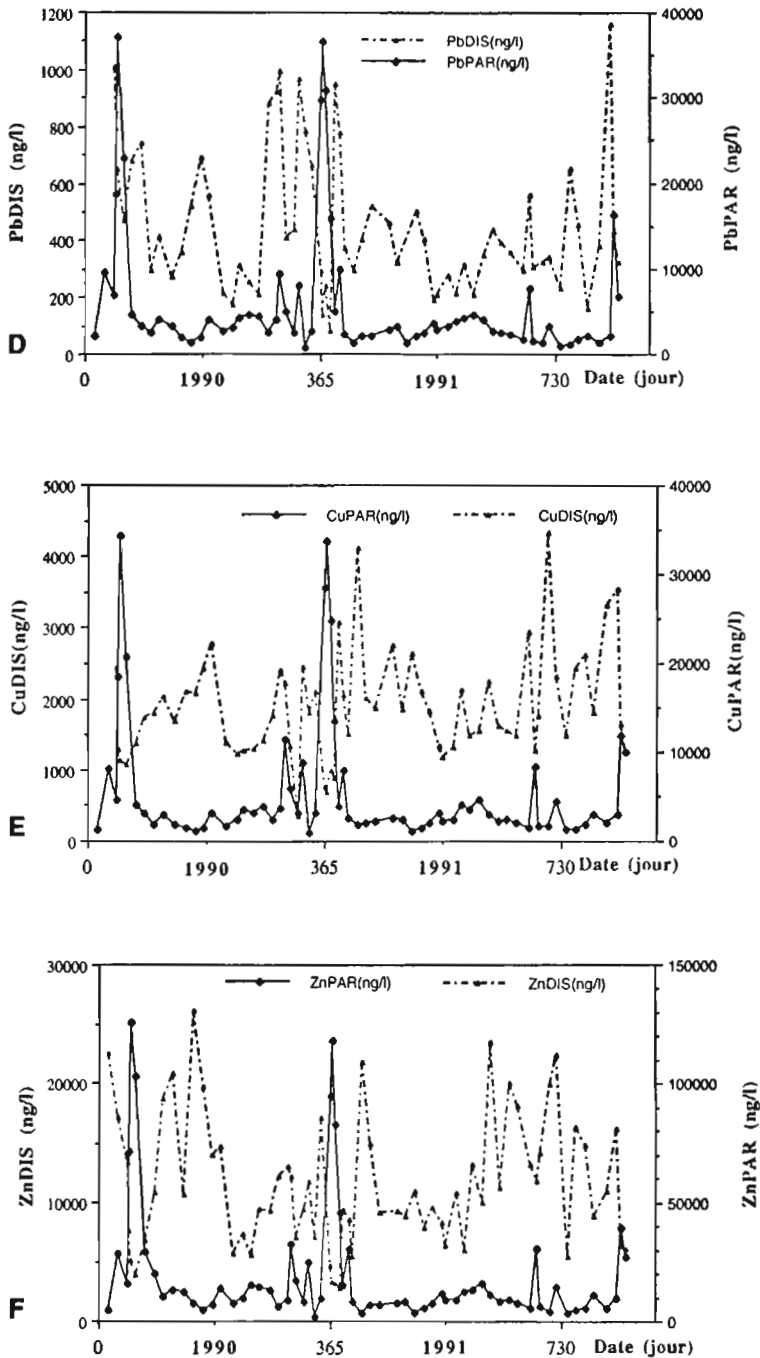 PbDIS (ng/l)
1200
1000
800
600
400
200
0
PbDIS(ng/l)
PbPAR(ng/l)
40000
30000
20000
10000
0
PbPAR (ng/l)
D
0
1990
365
1991
730
Date (jour)
CuDIS(ng/l)
5000
4000
3000
2000
1000
0
CuPAR(ng/l)
CuDIS(ng/l)
40000
30000
20000
10000
0
CuPAR(ng/l)
E
0
1990
365
1991
730
Date (jour)
ZnDIS (ng/l)
30000
20000
10000
0
ZnPAR(ng/l)
ZnDIS(ng/l)
150000
100000
50000
0
ZnPAR (ng/l)
F
0
1990
365
1991
730
Date (jour)